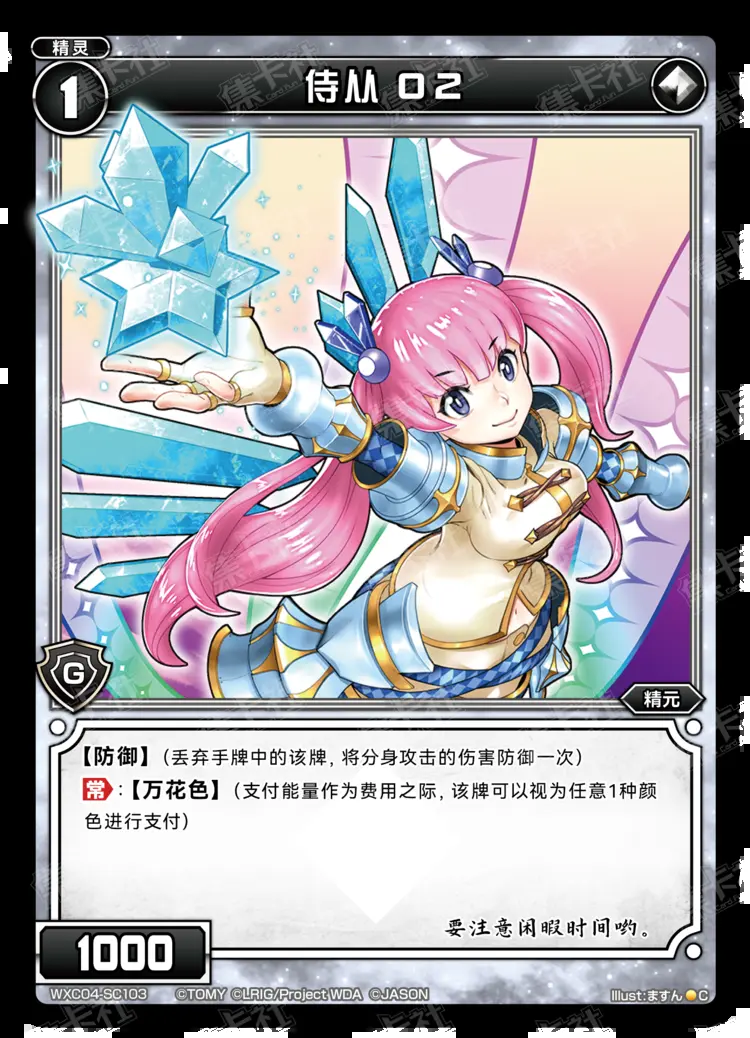 精灵
1
侍从 O2
G
精元
【防御】(丢弃手牌中的该牌, 将分身攻击的伤害防御一次)
常:【万花色】(支付能量作为费用之际, 该牌可以视为任意1种颜
色进行支付)
要注意闲暇时间哟。
1000
WXC04-SC103 ©TOMY ©LRIG/Project WDA ©JASON
Illust:ますん C
集卡社